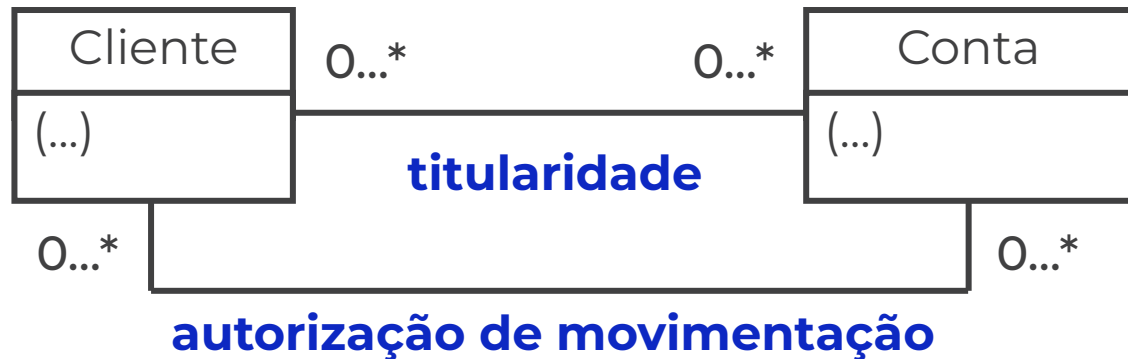 Cliente
0...*
0...*
Conta
(...)
(...)
titularidade
0...*
0...*
autorização de movimentação